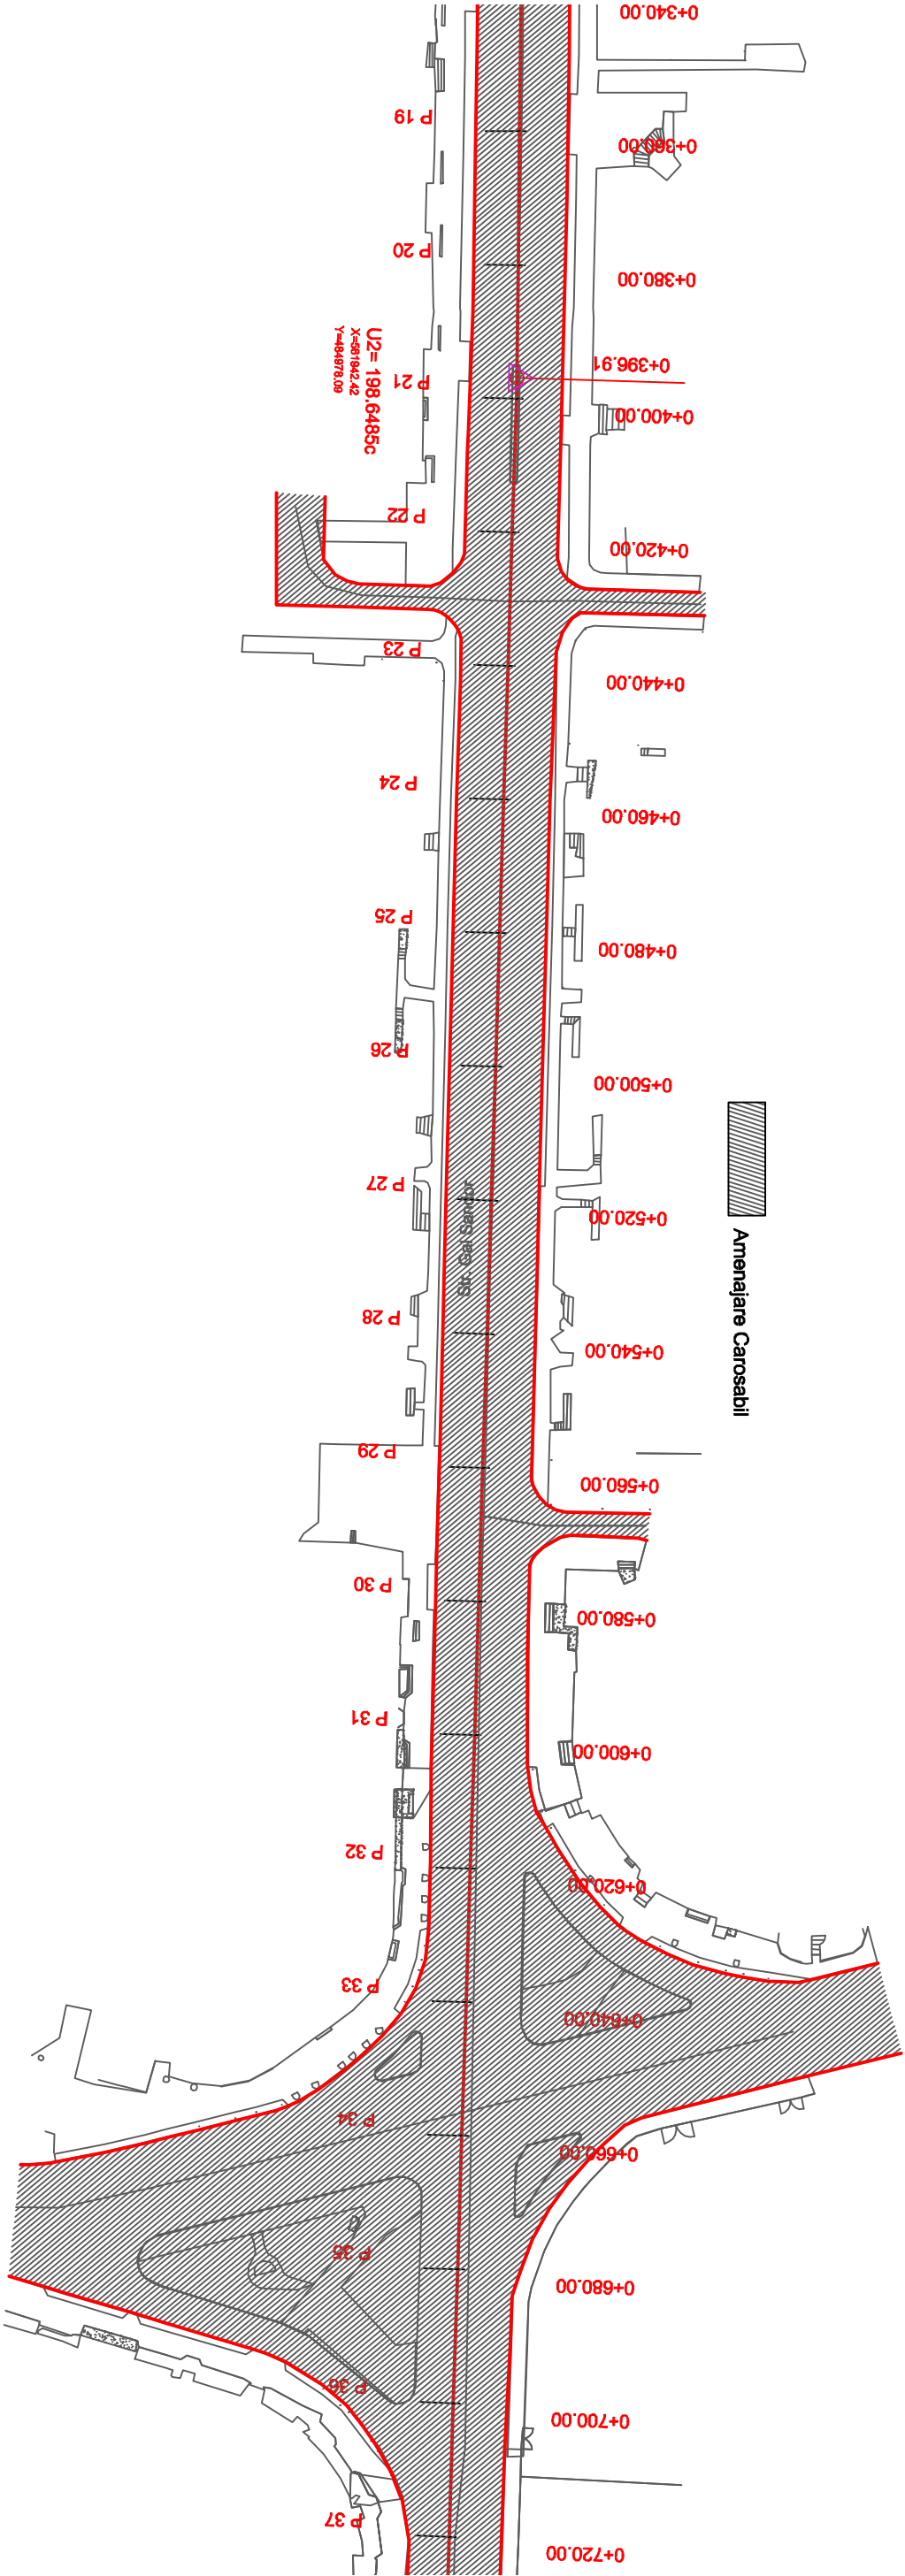 0+340.00
P 19
0+360.00
P 20
0+380.00
0+396.91
U2= 198.6485c
X=561942.42
Y=484978.09
P 21
0+400.00
P 22
0+420.00
P 23
0+440.00
P 24
0+460.00
P 25
0+480.00
P 26
0+500.00
P 27
0+520.00
Str. Gal Sandor
Amenajare Carosabil
P 28
0+540.00
P 29
0+560.00
P 30
0+580.00
P 31
0+600.00
P 32
0+620.00
P 33
0+640.00
P 34
0+660.00
P 35
0+680.00
P 36
0+700.00
P 37
0+720.00